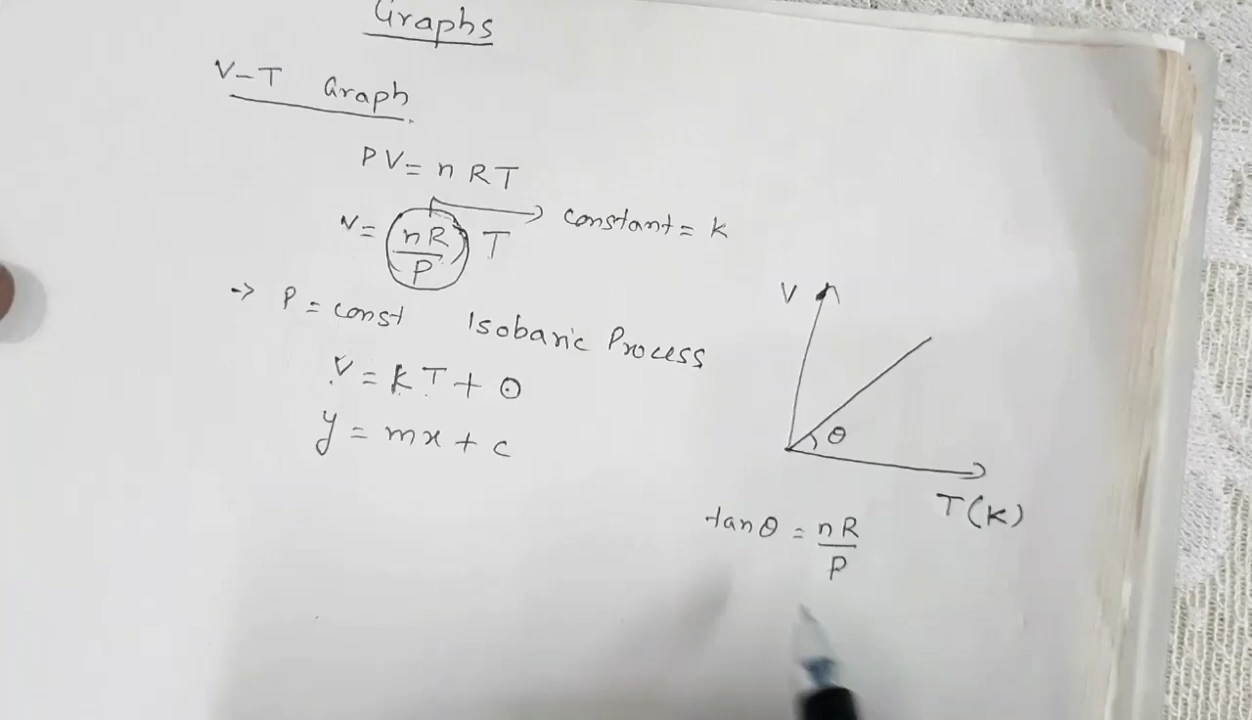 Graphs
V-T Graph
PV = nRT
V = (nR/P) T → constant = k
→ P = const Isobaric Process
V = kT + 0
y = mx + c
V
θ
T(K)
tanθ = nR/P